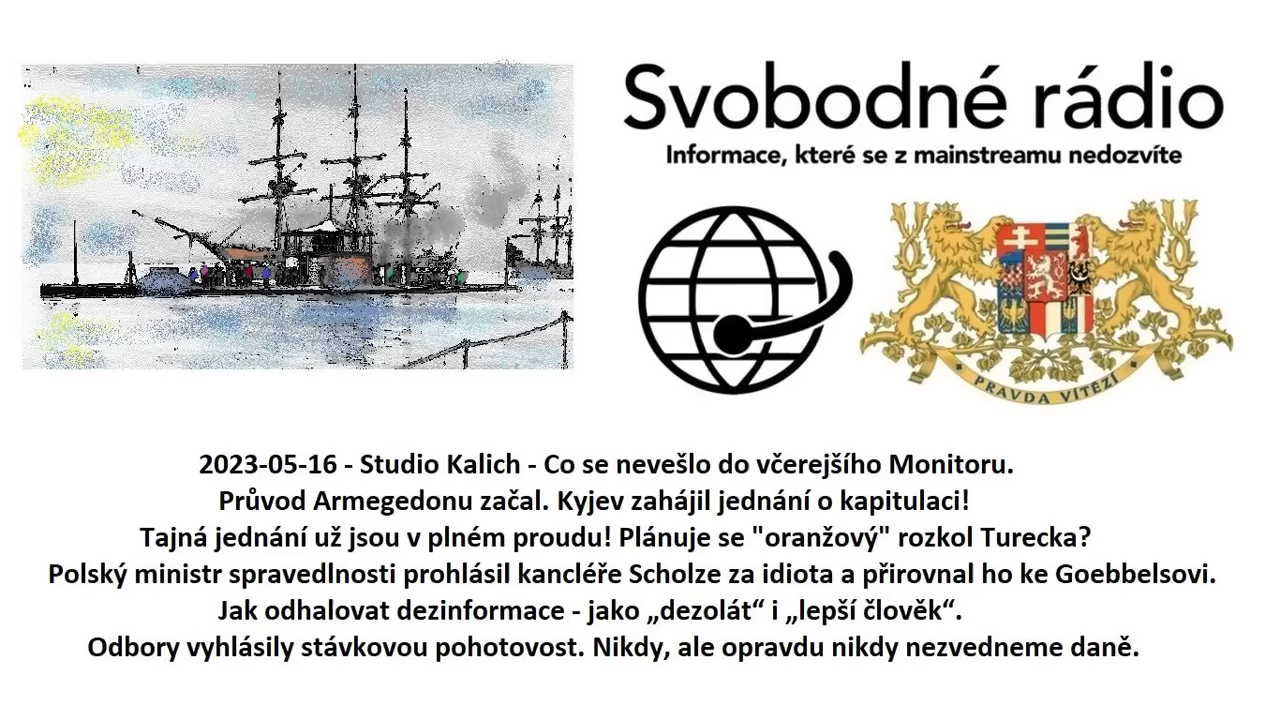 Svobodné rádio
Informace, které se z mainstreamu nedozvíte
PRAVDA VÍTĚZÍ
2023-05-16 - Studio Kalich - Co se nevešlo do včerejšího Monitoru.
Průvod Armegedonu začal. Kyjev zahájil jednání o kapitulaci!
Tajná jednání už jsou v plném proudu! Plánuje se "oranžový" rozkol Turecka?
Polský ministr spravedlnosti prohlásil kancléře Scholze za idiota a přirovnal ho ke Goebbelsovi.
Jak odhalovat dezinformace - jako „dezolát“ i „lepší člověk“.
Odbory vyhlásily stávkovou pohotovost. Nikdy, ale opravdu nikdy nezvedneme daně.